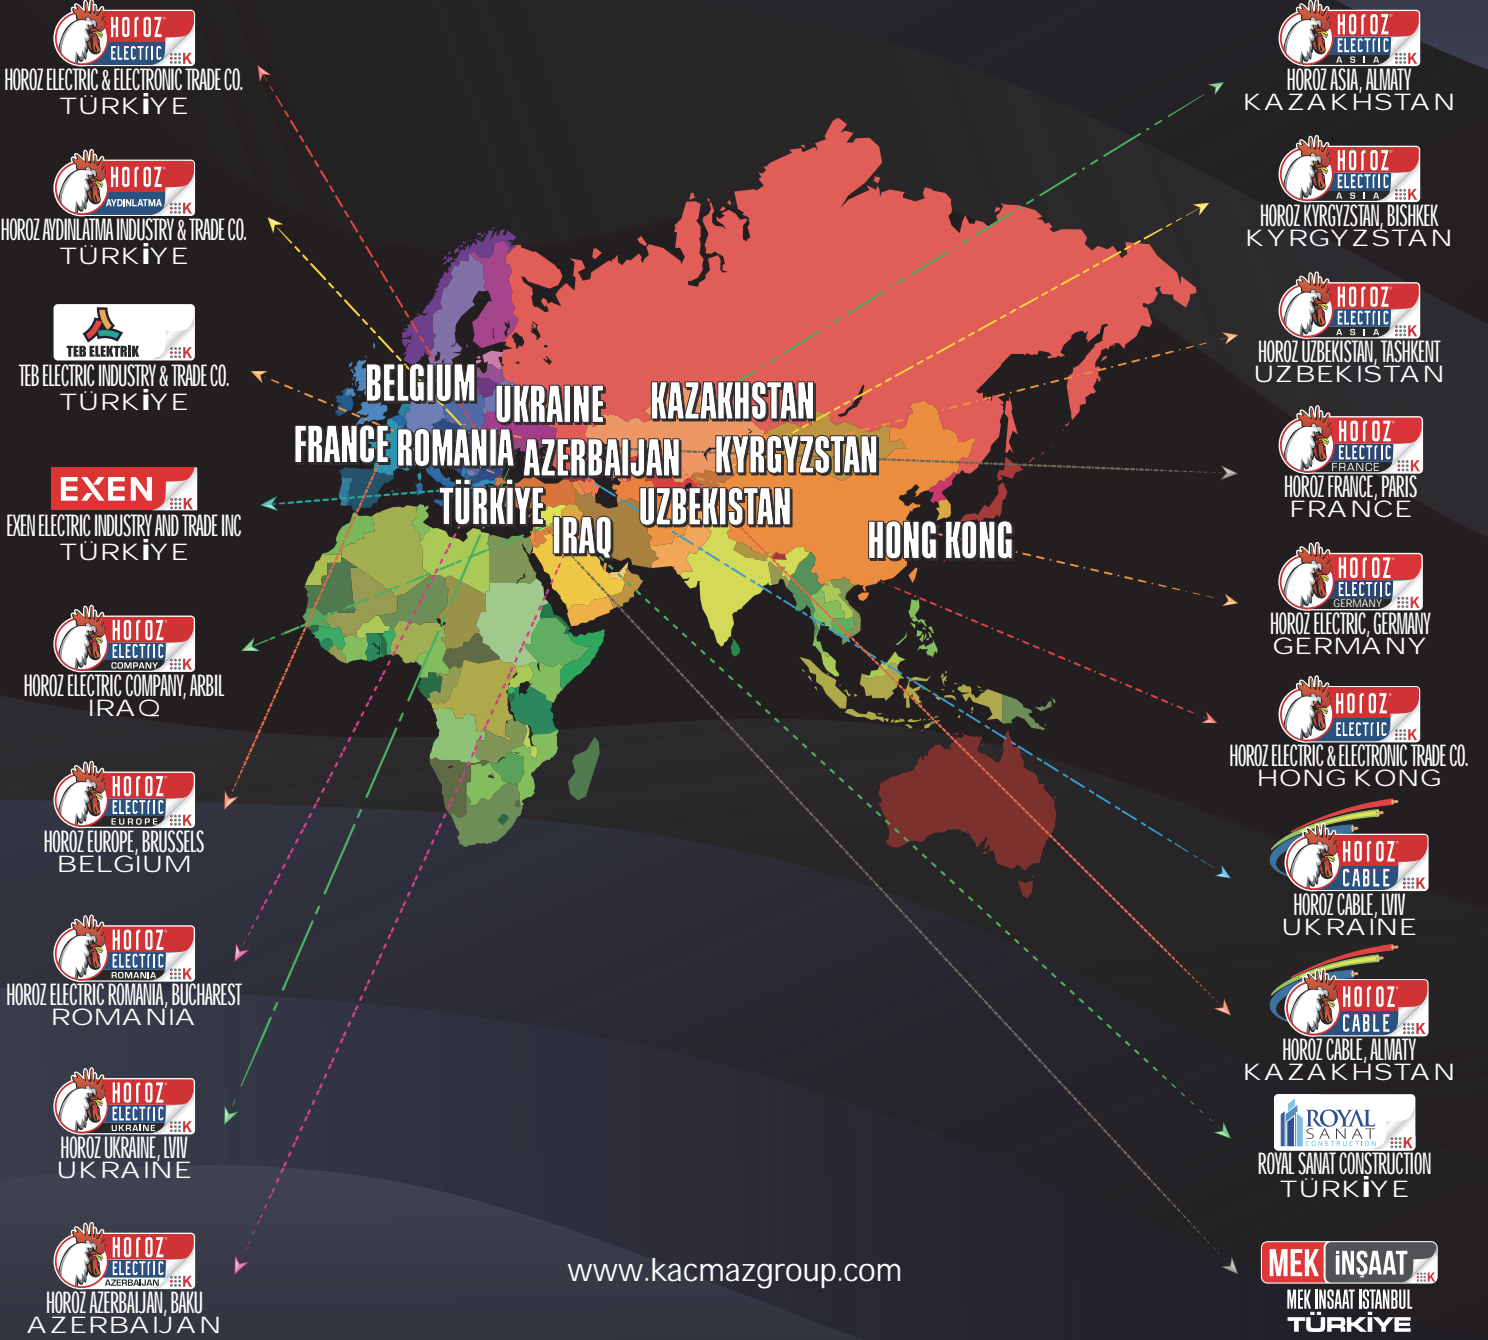 HOROZ
ELECTRIC
K
HOROZ ELECTRIC & ELECTRONIC TRADE CO.
TÜRKİYE
HOROZ
AYDINLATMA
K
HOROZ AYDINLATMA INDUSTRY & TRADE CO.
TÜRKİYE
TEB ELEKTRİK
K
TEB ELECTRIC INDUSTRY & TRADE CO.
TÜRKİYE
EXEN
K
EXEN ELECTRIC INDUSTRY AND TRADE INC
TÜRKİYE
HOROZ
ELECTRIC
COMPANY
K
HOROZ ELECTRIC COMPANY, ARBIL
IRAQ
HOROZ
ELECTRIC
EUROPE
K
HOROZ EUROPE, BRUSSELS
BELGIUM
HOROZ
ELECTRIC
ROMANIA
K
HOROZ ELECTRIC ROMANIA, BUCHAREST
ROMANIA
HOROZ
ELECTRIC
UKRAINE
K
HOROZ UKRAINE, LVIV
UKRAINE
HOROZ
ELECTRIC
AZERBAIJAN
K
HOROZ AZERBAIJAN, BAKU
AZERBAIJAN
BELGIUM
UKRAINE
KAZAKHSTAN
FRANCE
ROMANIA
AZERBAIJAN
KYRGYZSTAN
TÜRKİYE
IRAQ
UZBEKISTAN
HONG KONG
www.kacmazgroup.com
HOROZ
ELECTRIC
ASIA
K
HOROZ ASIA, ALMATY
KAZAKHSTAN
HOROZ
ELECTRIC
ASIA
K
HOROZ KYRGYZSTAN, BISHKEK
KYRGYZSTAN
HOROZ
ELECTRIC
ASIA
K
HOROZ UZBEKISTAN, TASHKENT
UZBEKISTAN
HOROZ
ELECTRIC
FRANCE
K
HOROZ FRANCE, PARIS
FRANCE
HOROZ
ELECTRIC
GERMANY
K
HOROZ ELECTRIC, GERMANY
GERMANY
HOROZ
ELECTRIC
K
HOROZ ELECTRIC & ELECTRONIC TRADE CO.
HONG KONG
HOROZ
CABLE
K
HOROZ CABLE, LVIV
UKRAINE
HOROZ
CABLE
K
HOROZ CABLE, ALMATY
KAZAKHSTAN
ROYAL
SANAT
CONSTRUCTION
K
ROYAL SANAT CONSTRUCTION
TÜRKİYE
MEK İNŞAAT
K
MEK INSAAT ISTANBUL
TÜRKİYE